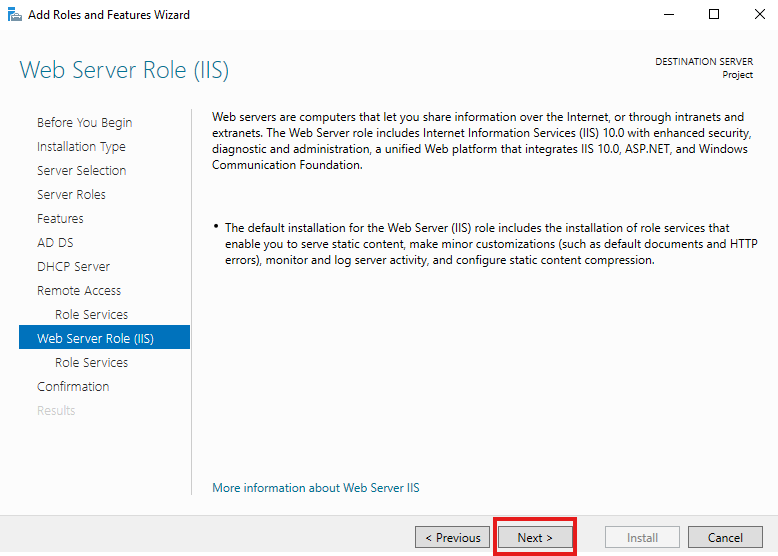 Add Roles and Features Wizard
Web Server Role (IIS)
DESTINATION SERVER
Project
Before You Begin
Installation Type
Server Selection
Server Roles
Features
AD DS
DHCP Server
Remote Access
Role Services
Web Server Role (IIS)
Role Services
Confirmation
Results
Web servers are computers that let you share information over the Internet, or through intranets and
extranets. The Web Server role includes Internet Information Services (IIS) 10.0 with enhanced security,
diagnostic and administration, a unified Web platform that integrates IIS 10.0, ASP.NET, and Windows
Communication Foundation.
• The default installation for the Web Server (IIS) role includes the installation of role services that
enable you to serve static content, make minor customizations (such as default documents and HTTP
errors), monitor and log server activity, and configure static content compression.
More information about Web Server IIS
< Previous
Next >
Install
Cancel